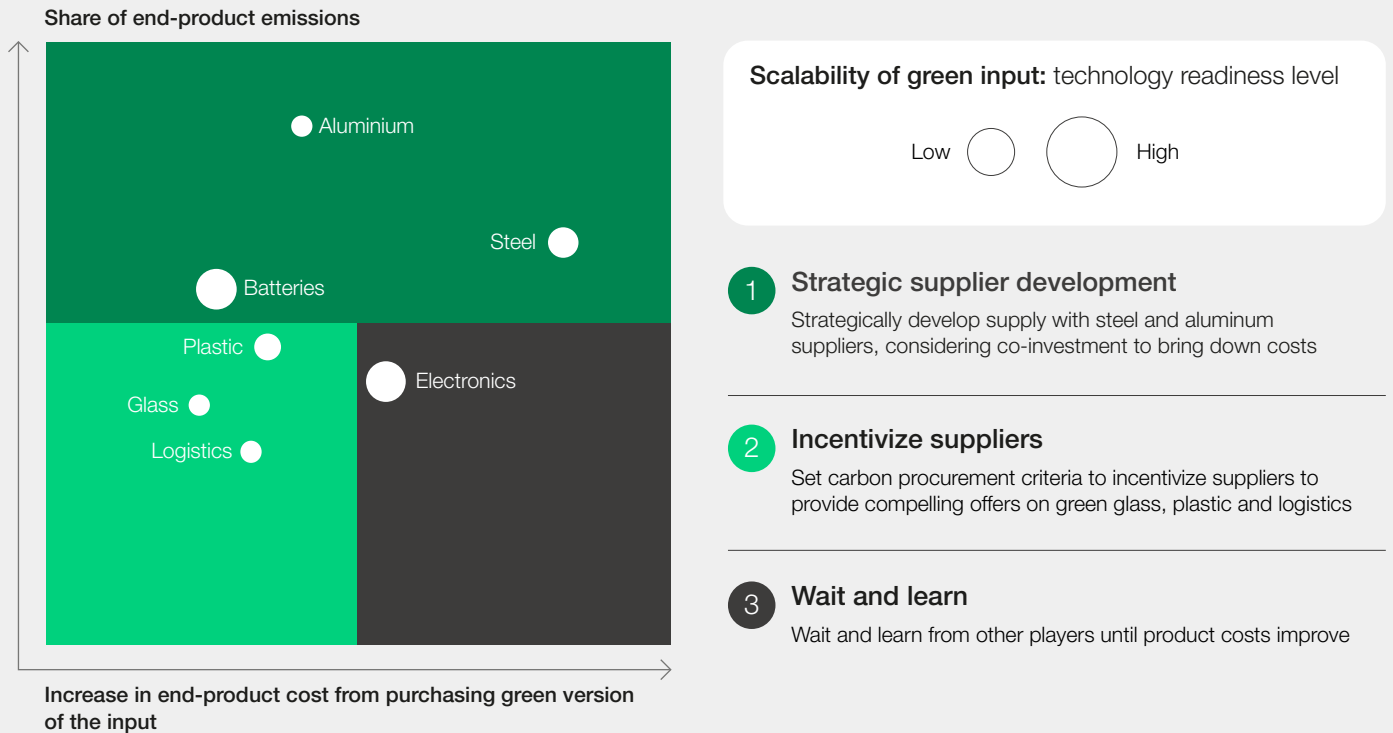 Share of end-product emissions
Aluminium
Steel
Batteries
Plastic
Electronics
Glass
Logistics
Increase in end-product cost from purchasing green version
of the input
Scalability of green input: technology readiness level
Low
High
1
Strategic supplier development
Strategically develop supply with steel and aluminum
suppliers, considering co-investment to bring down costs
2
Incentivize suppliers
Set carbon procurement criteria to incentivize suppliers to
provide compelling offers on green glass, plastic and logistics
3
Wait and learn
Wait and learn from other players until product costs improve